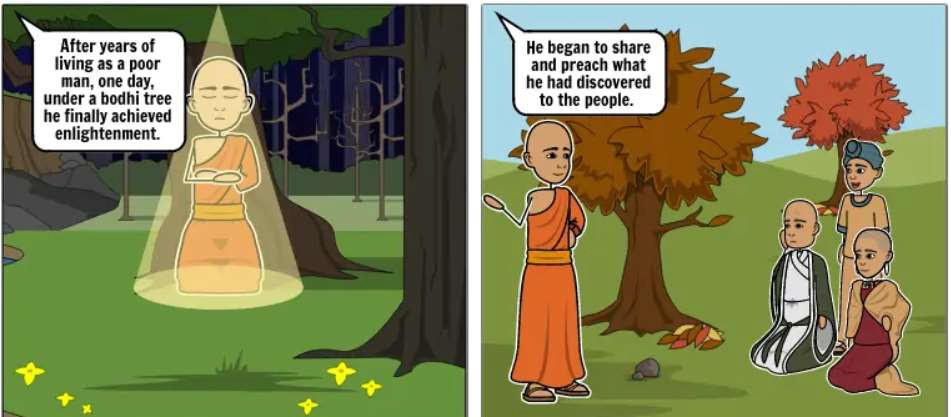 After years of
living as a poor
man, one day,
under a bodhi tree
he finally achieved
enlightenment.
He began to share
and preach what
he had discovered
to the people.